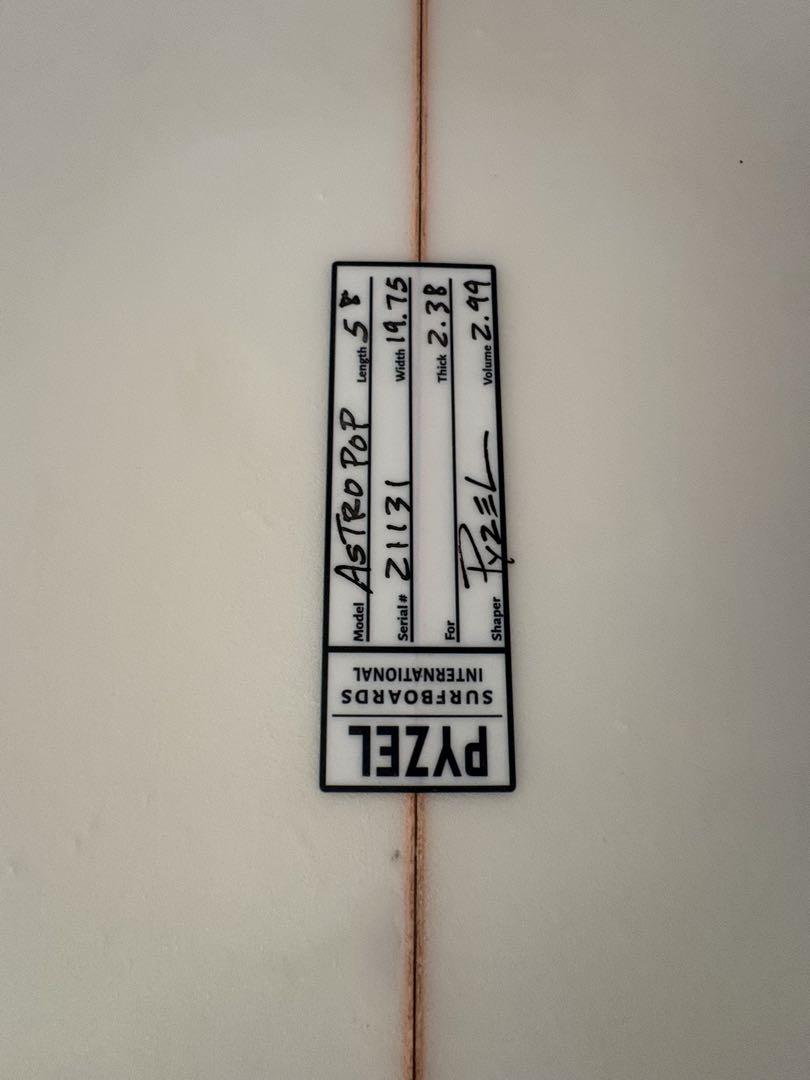 PYZEL
SURFBOARDS
INTERNATIONAL
Model ASTRO POP Length 5 8
Serial # 21131 Width 19.75
For Thick 2.38
Shaper PYZEL Volume 2.99